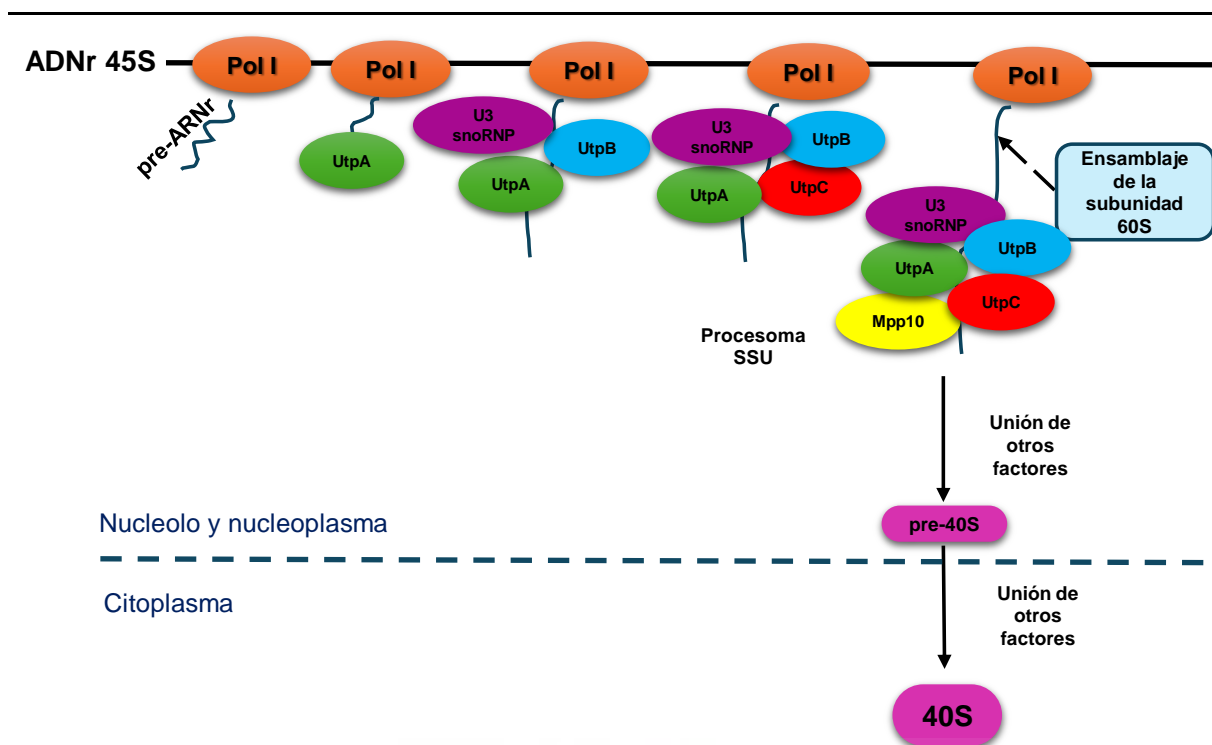 ADNr 45S
Pol I
Pol I
Pol I
Pol I
Pol I
pre-ARNr
UtpA
U3
snoRNP
UtpB
UtpA
U3
snoRNP
UtpB
UtpA
UtpC
Ensamblaje
de la
subunidad
60S
U3
snoRNP
UtpB
UtpA
UtpC
Mpp10
Procesoma
SSU
Unión de
otros
factores
Nucleolo y nucleoplasma
pre-40S
Citoplasma
Unión de
otros
factores
40S